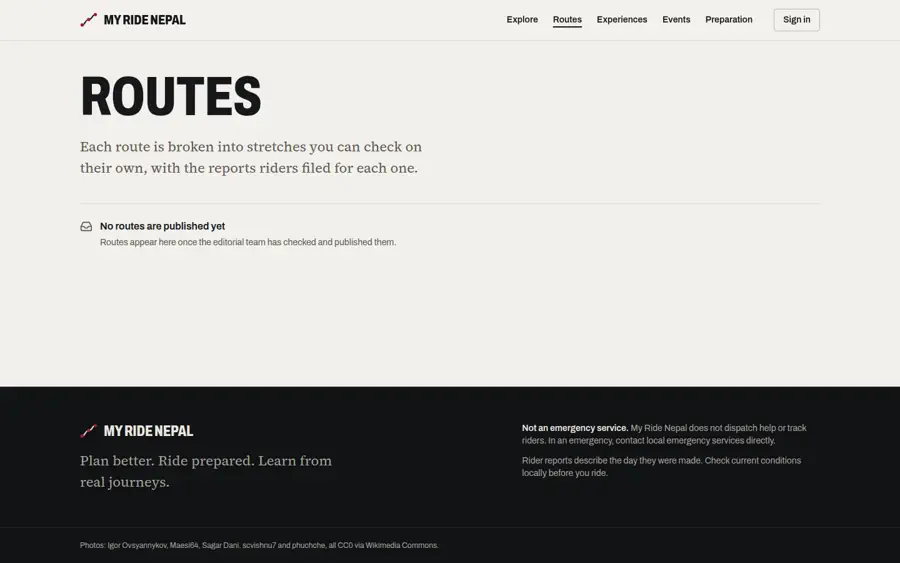 MY RIDE NEPAL
Explore
Routes
Experiences
Events
Preparation
Sign in
ROUTES
Each route is broken into stretches you can check on
their own, with the reports riders filed for each one.
No routes are published yet
Routes appear here once the editorial team has checked and published them.
MY RIDE NEPAL
Plan better. Ride prepared. Learn from
real journeys.
Not an emergency service. My Ride Nepal does not dispatch help or track
riders. In an emergency, contact local emergency services directly.
Rider reports describe the day they were made. Check current conditions
locally before you ride.
Photos: Igor Ovsyannykov, Maesi64, Sagar Dani, scvishnu7 and phuchche, all CC0 via Wikimedia Commons.